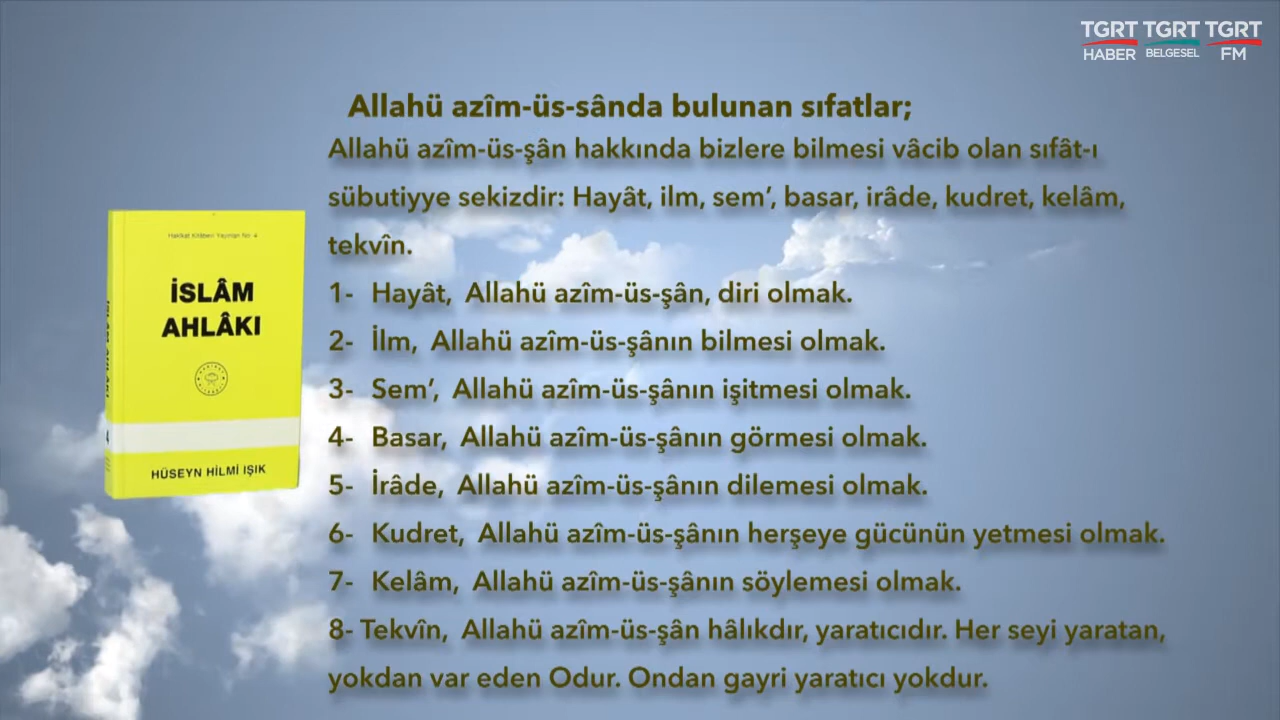 TGRT TGRT TGRT
HABER BELGESEL FM
Allahü azîm-üs-sânda bulunan sıfatlar;
Allahü azîm-üs-şân hakkında bizlere bilmesi vâcib olan sıfât-ı
sübutiyye sekizdir: Hayât, ilm, sem’, basar, irâde, kudret, kelâm,
tekvîn.
1- Hayât, Allahü azîm-üs-şân, diri olmak.
2- İlm, Allahü azîm-üs-şânın bilmesi olmak.
3- Sem’, Allahü azîm-üs-şânın işitmesi olmak.
4- Basar, Allahü azîm-üs-şânın görmesi olmak.
5- İrâde, Allahü azîm-üs-şânın dilemesi olmak.
6- Kudret, Allahü azîm-üs-şânın herşeye gücünün yetmesi olmak.
7- Kelâm, Allahü azîm-üs-şânın söylemesi olmak.
8- Tekvîn, Allahü azîm-üs-şân hâlıkdır, yaratıcıdır. Her seyi yaratan,
yokdan var eden Odur. Ondan gayri yaratıcı yokdur.
Hakîkat Kitâbevi Yayınları No: 4
İSLÂM
AHLÂKI
HÜSEYN HİLMİ IŞIK